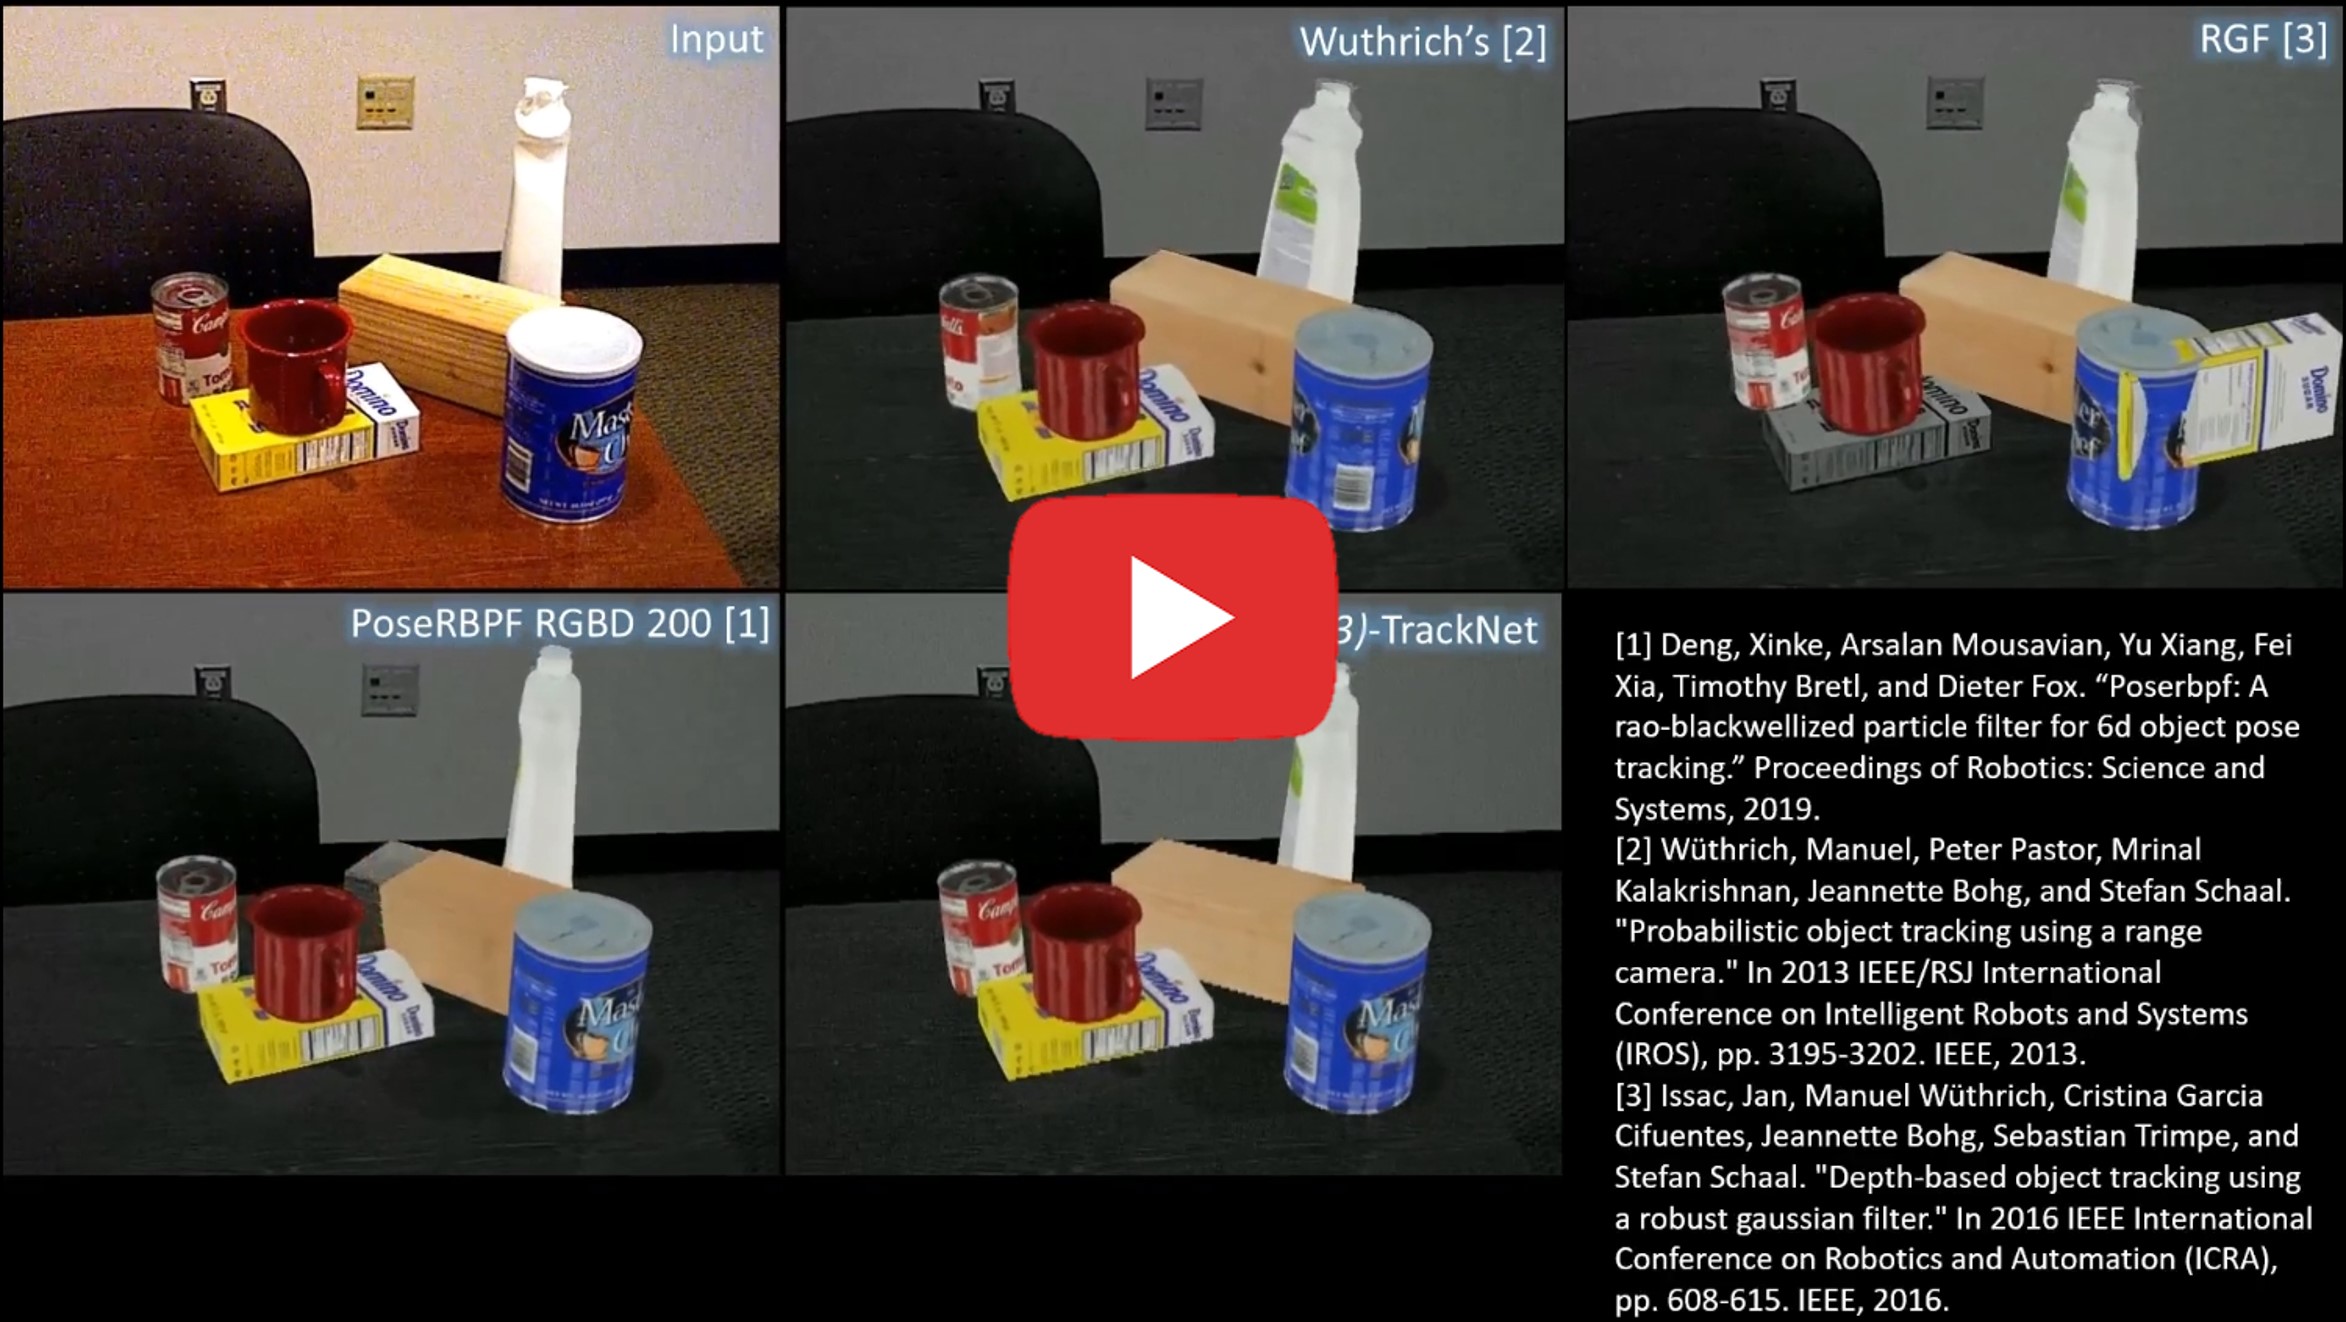 Input
Wuthrich's [2]
RGF [3]
Domino
Domino
Domino
SUGAR
PoseRBPF RGBD 200 [1]
3)-TrackNet
Domino
Domino
[1] Deng, Xinke, Arsalan Mousavian, Yu Xiang, Fei
Xia, Timothy Bretl, and Dieter Fox. “Poserbpf: A
rao-blackwellized particle filter for 6d object pose
tracking.” Proceedings of Robotics: Science and
Systems, 2019.
[2] Wüthrich, Manuel, Peter Pastor, Mrinal
Kalakrishnan, Jeannette Bohg, and Stefan Schaal.
"Probabilistic object tracking using a range
camera." In 2013 IEEE/RSJ International
Conference on Intelligent Robots and Systems
(IROS), pp. 3195-3202. IEEE, 2013.
[3] Issac, Jan, Manuel Wüthrich, Cristina Garcia
Cifuentes, Jeannette Bohg, Sebastian Trimpe, and
Stefan Schaal. "Depth-based object tracking using
a robust gaussian filter." In 2016 IEEE International
Conference on Robotics and Automation (ICRA),
pp. 608-615. IEEE, 2016.